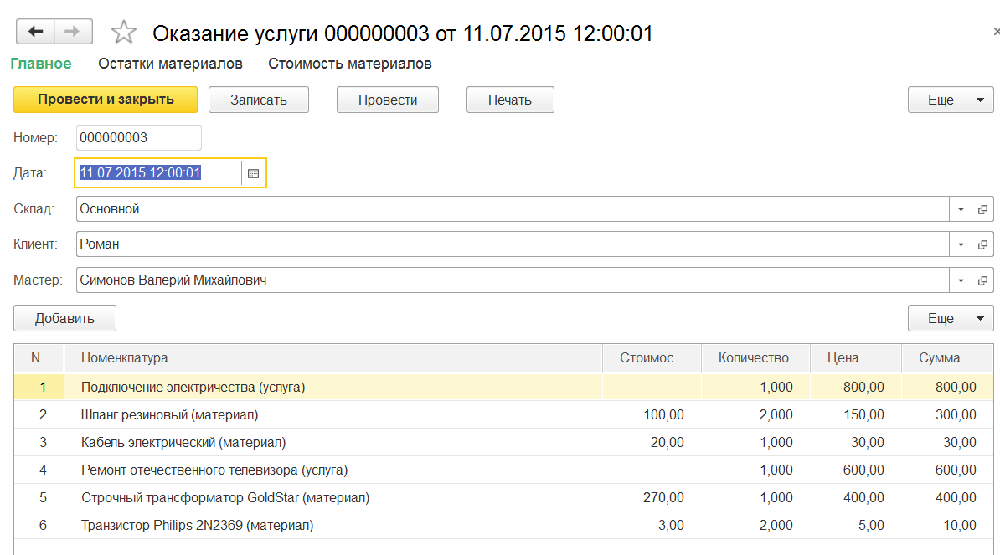 Оказание услуги 000000003 от 11.07.2015 12:00:01
Главное Остатки материалов Стоимость материалов
Провести и закрыть Записать Провести Печать Еще
Номер: 000000003
Дата: 11.07.2015 12:00:01
Склад: Основной
Клиент: Роман
Мастер: Симонов Валерий Михайлович
Добавить Еще
N Номенклатура Стоимос... Количество Цена Сумма
1 Подключение электричества (услуга) 1,000 800,00 800,00
2 Шланг резиновый (материал) 100,00 2,000 150,00 300,00
3 Кабель электрический (материал) 20,00 1,000 30,00 30,00
4 Ремонт отечественного телевизора (услуга) 1,000 600,00 600,00
5 Строчный трансформатор GoldStar (материал) 270,00 1,000 400,00 400,00
6 Транзистор Philips 2N2369 (материал) 3,00 2,000 5,00 10,00